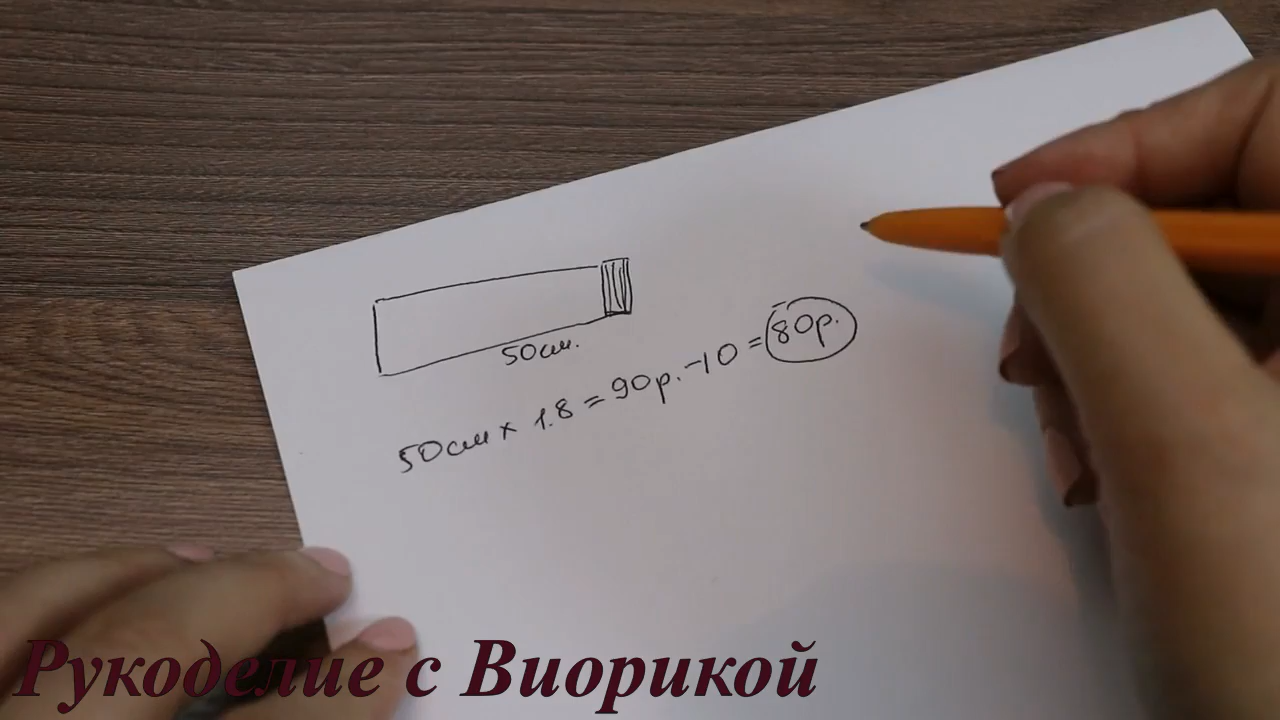 50см.
50см × 1.8 = 90р. - 10 = 80р.
Рукоделие с Виорикой